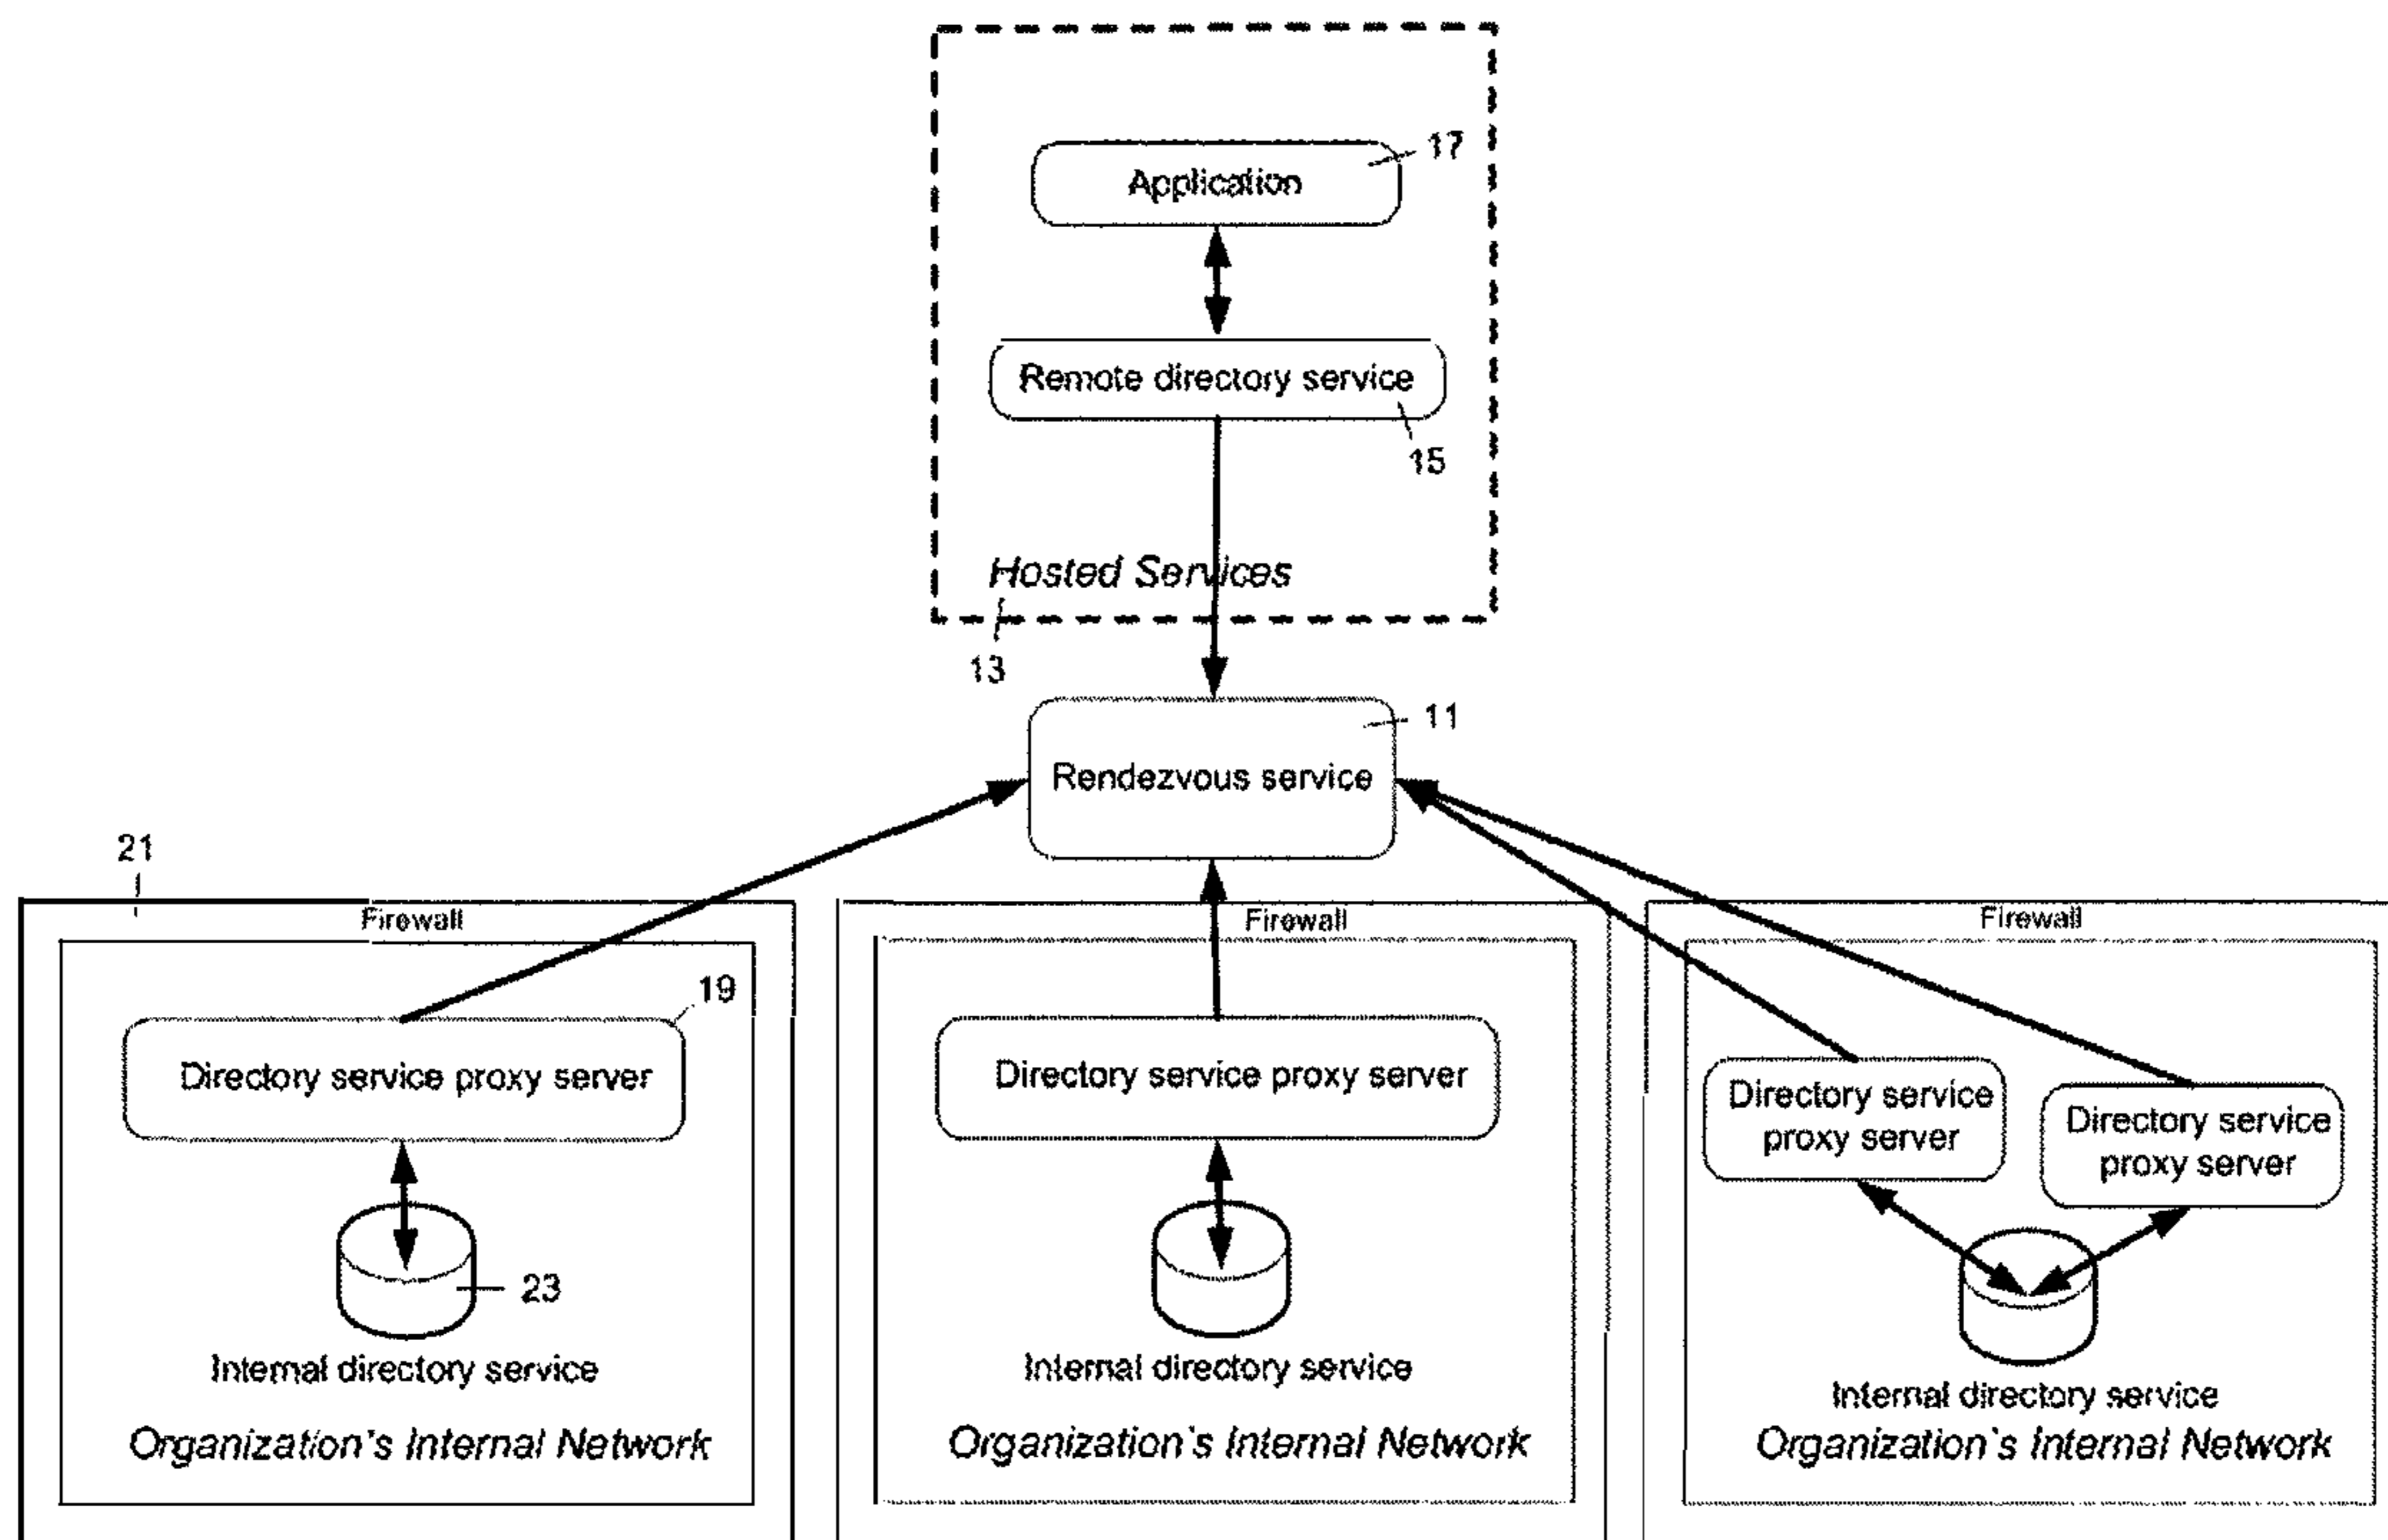 17
Application
Remote directory service
15
Hosted Services
13
11
Rendezvous service
21
Firewall
Firewall
Firewall
19
Directory service proxy server
Directory service proxy server
Directory service
proxy server
Directory service
proxy server
23
Internal directory service
Internal directory service
Internal directory service
Organization's Internal Network
Organization's Internal Network
Organization's Internal Network